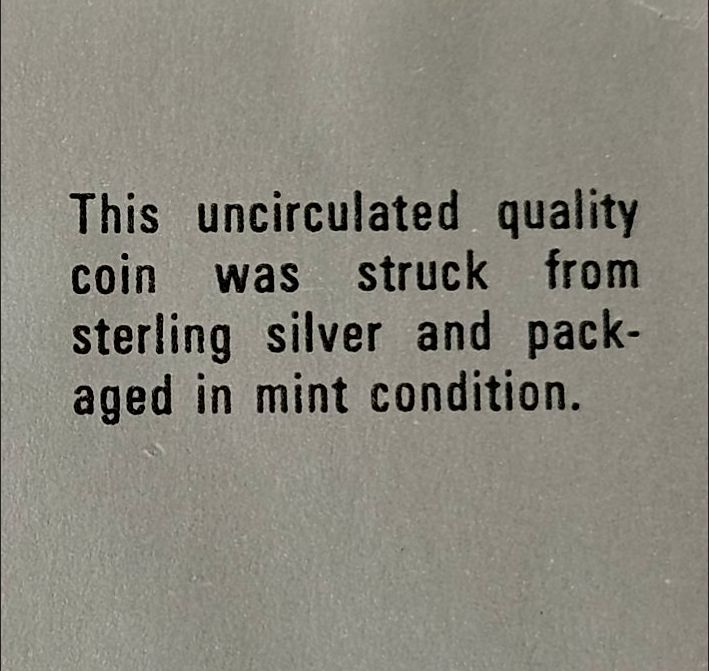 This uncirculated quality
coin was struck from
sterling silver and pack-
aged in mint condition.